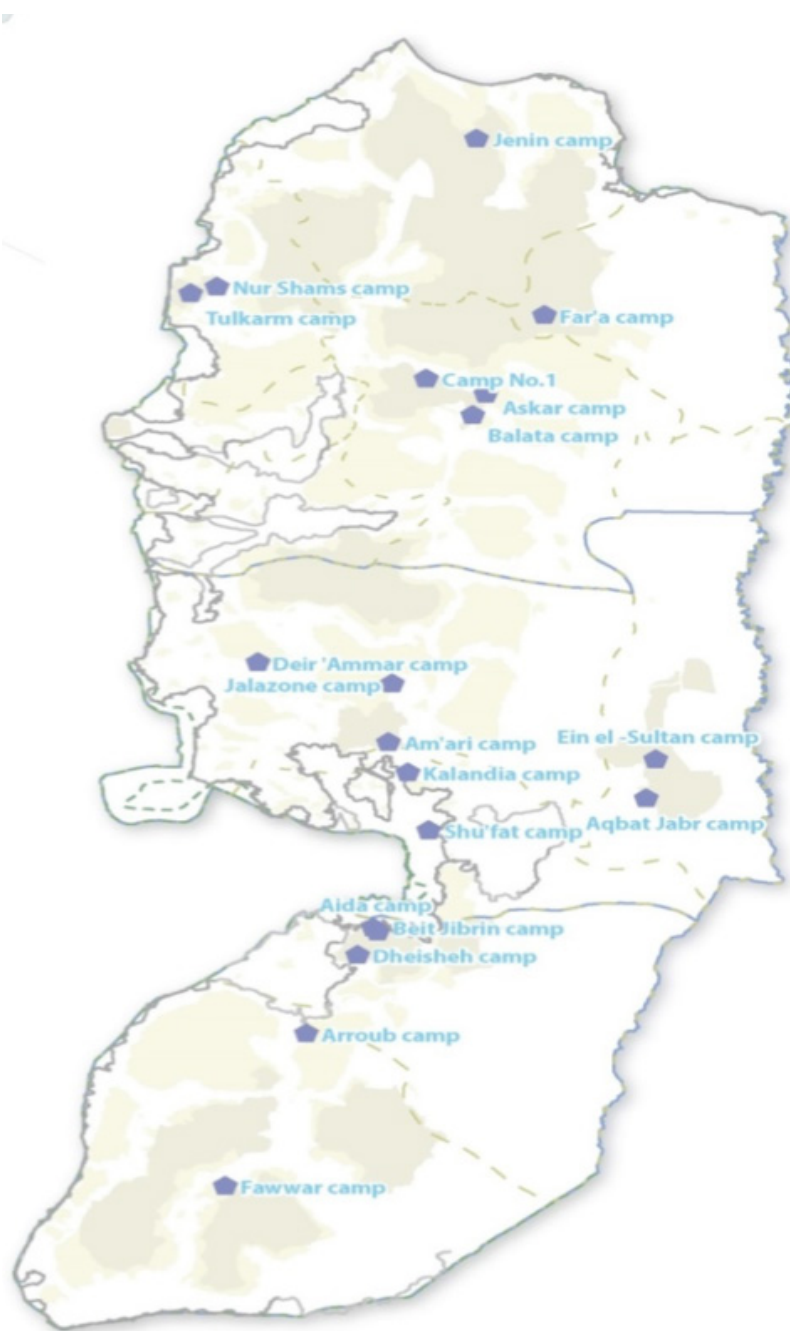 Jenin camp
Nur Shams camp
Tulkarm camp
Far'a camp
Camp No.1
Askar camp
Balata camp
Deir 'Ammar camp
Jalazone camp
Am'ari camp
Ein el -Sultan camp
Kalandia camp
Aqbat Jabr camp
Shu'fat camp
Aida camp
Beit Jibrin camp
Dheisheh camp
Arroub camp
Fawwar camp